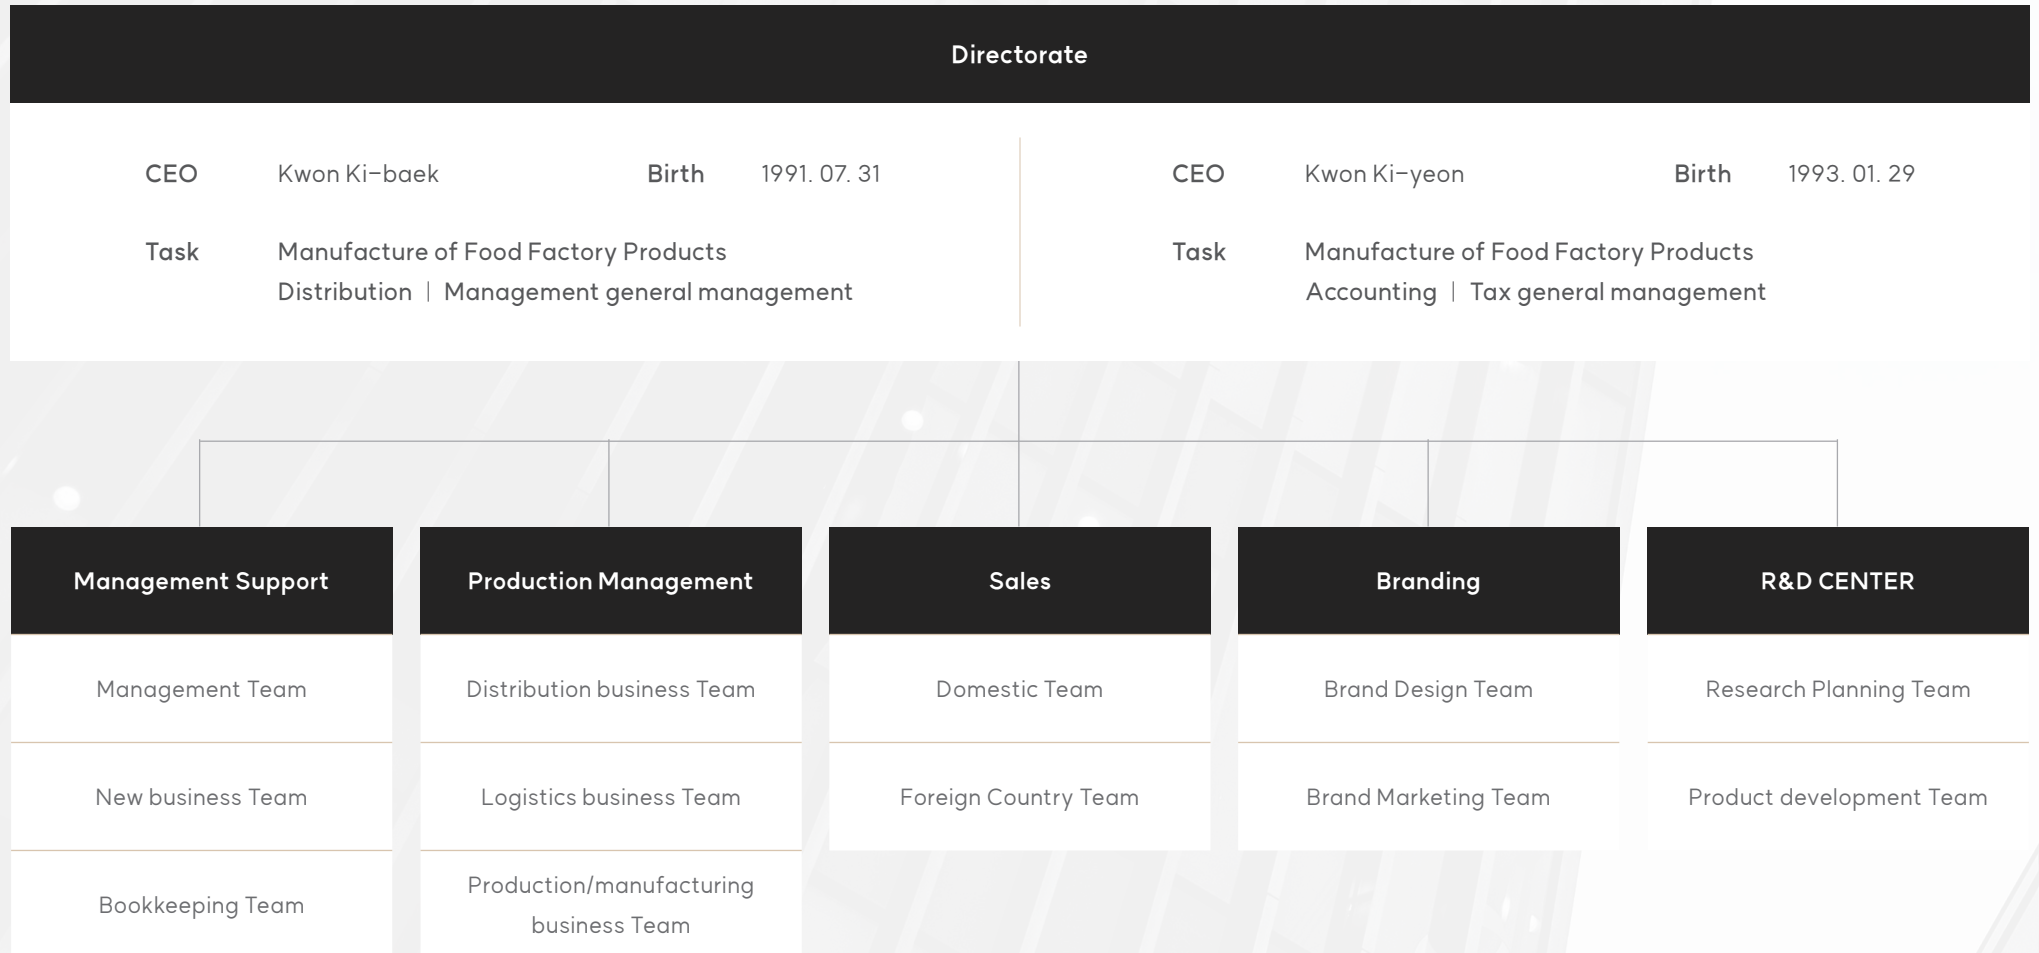 Directorate
CEO Kwon Ki-baek Birth 1991. 07. 31
Task Manufacture of Food Factory Products
Distribution | Management general management
CEO Kwon Ki-yeon Birth 1993. 01. 29
Task Manufacture of Food Factory Products
Accounting | Tax general management
Management Support
Management Team
New business Team
Bookkeeping Team
Production Management
Distribution business Team
Logistics business Team
Production/manufacturing
business Team
Sales
Domestic Team
Foreign Country Team
Branding
Brand Design Team
Brand Marketing Team
R&D CENTER
Research Planning Team
Product development Team